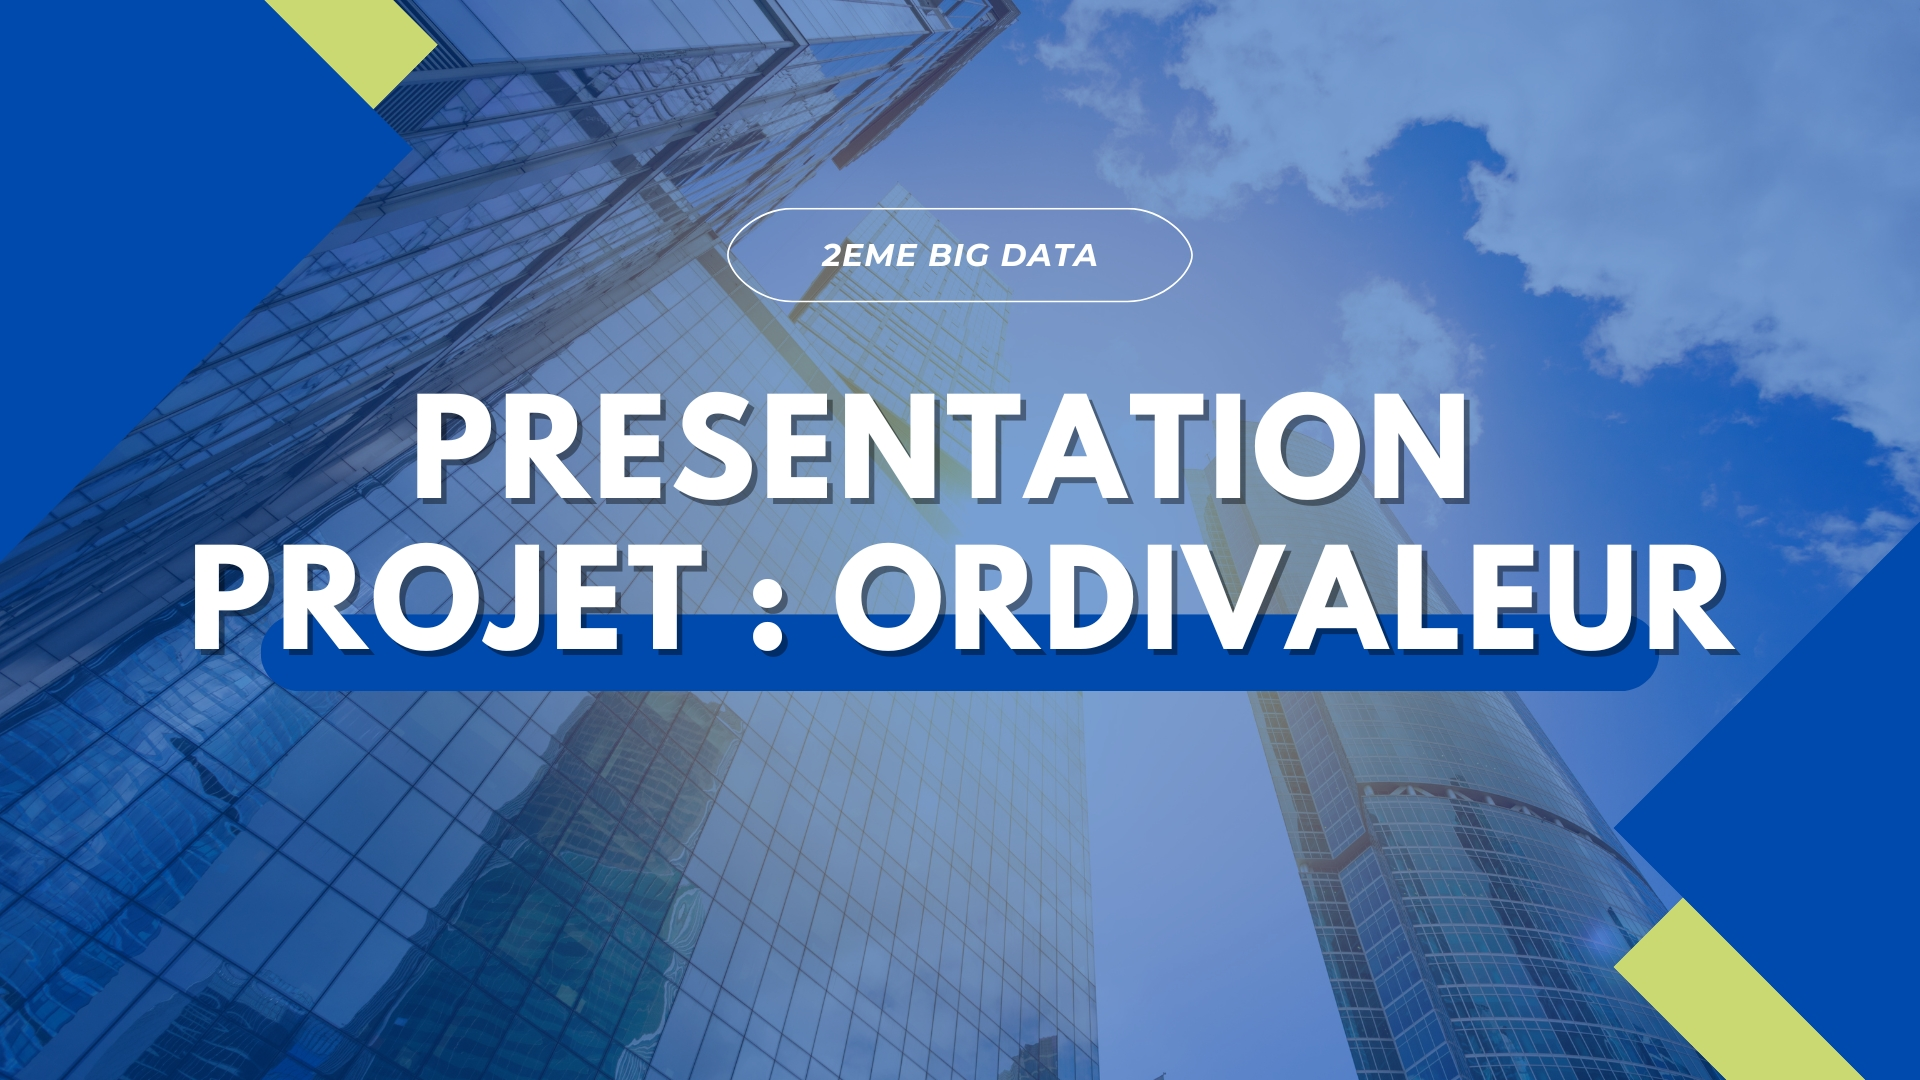 2EME BIG DATA
PRESENTATION
PROJET : ORDIVALEUR